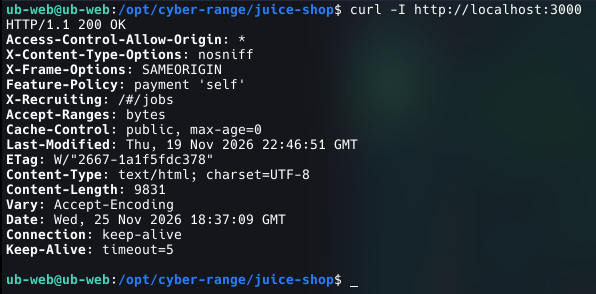 ub-web@ub-web:/opt/cyber-range/juice-shop$ curl -I http://localhost:3000
HTTP/1.1 200 OK
Access-Control-Allow-Origin: *
X-Content-Type-Options: nosniff
X-Frame-Options: SAMEORIGIN
Feature-Policy: payment 'self'
X-Recruiting: /#/jobs
Accept-Ranges: bytes
Cache-Control: public, max-age=0
Last-Modified: Thu, 19 Nov 2026 22:46:51 GMT
ETag: W/"2667-1a1f5fdc378"
Content-Type: text/html; charset=UTF-8
Content-Length: 9831
Vary: Accept-Encoding
Date: Wed, 25 Nov 2026 18:37:09 GMT
Connection: keep-alive
Keep-Alive: timeout=5
ub-web@ub-web:/opt/cyber-range/juice-shop$ _